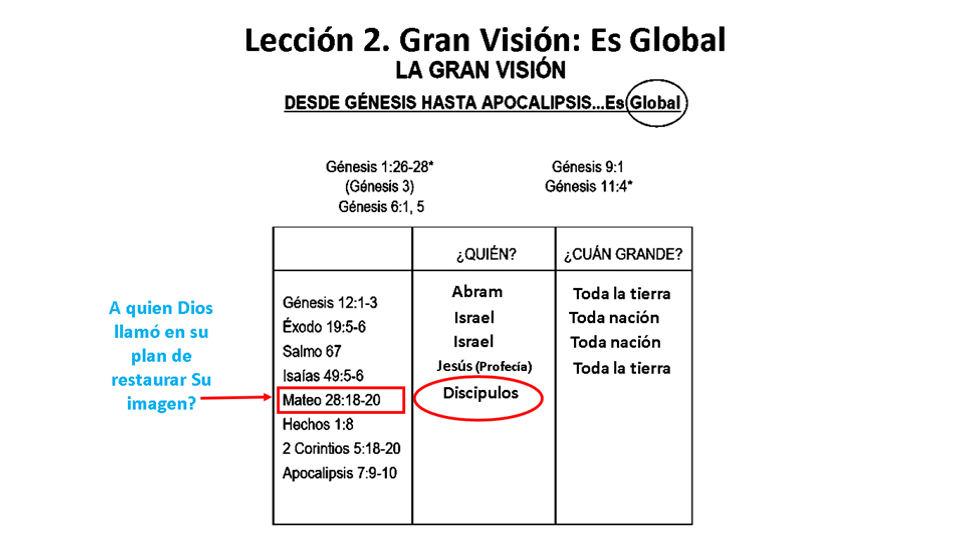 Lección 2. Gran Visión: Es Global
LA GRAN VISIÓN
DESDE GÉNESIS HASTA APOCALIPSIS...Es Global
Génesis 1:26-28*
(Génesis 3)
Génesis 6:1, 5
Génesis 9:1
Génesis 11:4*
¿QUIÉN? ¿CUÁN GRANDE?
A quien Dios
llamó en su
plan de
restaurar Su
imagen?
Génesis 12:1-3 Abram Toda la tierra
Éxodo 19:5-6 Israel Toda nación
Salmo 67 Israel Toda nación
Isaías 49:5-6 Jesús (Profecía) Toda la tierra
Mateo 28:18-20 Discipulos
Hechos 1:8
2 Corintios 5:18-20
Apocalipsis 7:9-10